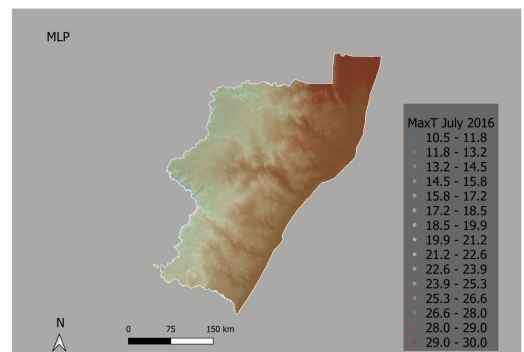 MLP
MaxT July 2016
10.5 - 11.8
11.8 - 13.2
13.2 - 14.5
14.5 - 15.8
15.8 - 17.2
17.2 - 18.5
18.5 - 19.9
19.9 - 21.2
21.2 - 22.6
22.6 - 23.9
23.9 - 25.3
25.3 - 26.6
26.6 - 28.0
28.0 - 29.0
29.0 - 30.0
N
0 75 150 km